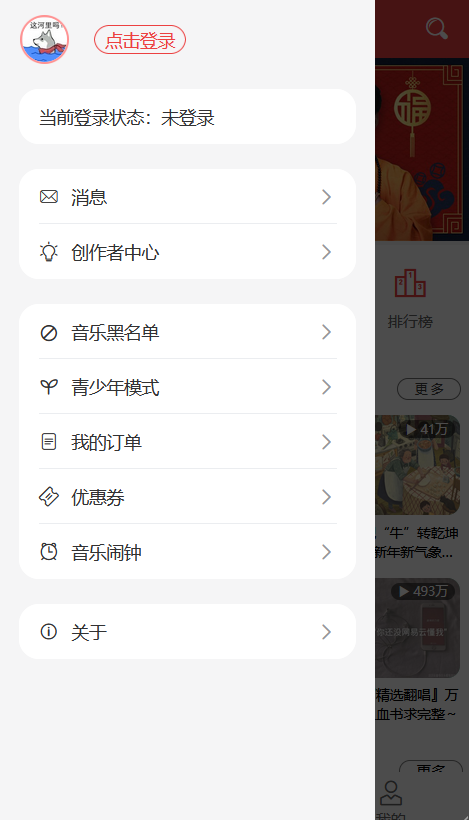 这河里吗?
点击登录
当前登录状态：未登录
消息
创作者中心
音乐黑名单
青少年模式
我的订单
优惠券
音乐闹钟
关于
福
2 1 3
排行榜
更多
41万
“牛”转乾坤
新年新气象...
493万
精选翻唱』万
血书求完整～
更多
我的